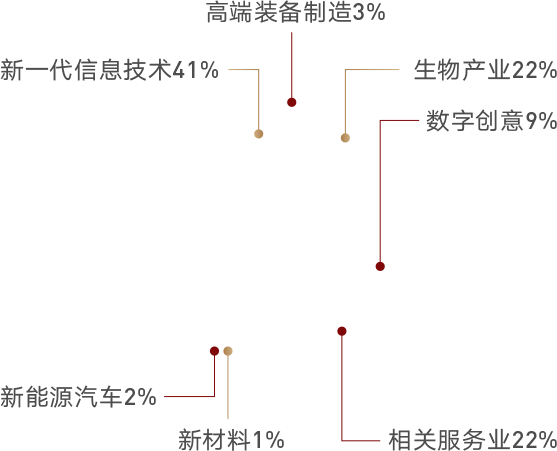 高端装备制造3%
新一代信息技术41%
生物产业22%
数字创意9%
新能源汽车2%
新材料1%
相关服务业22%